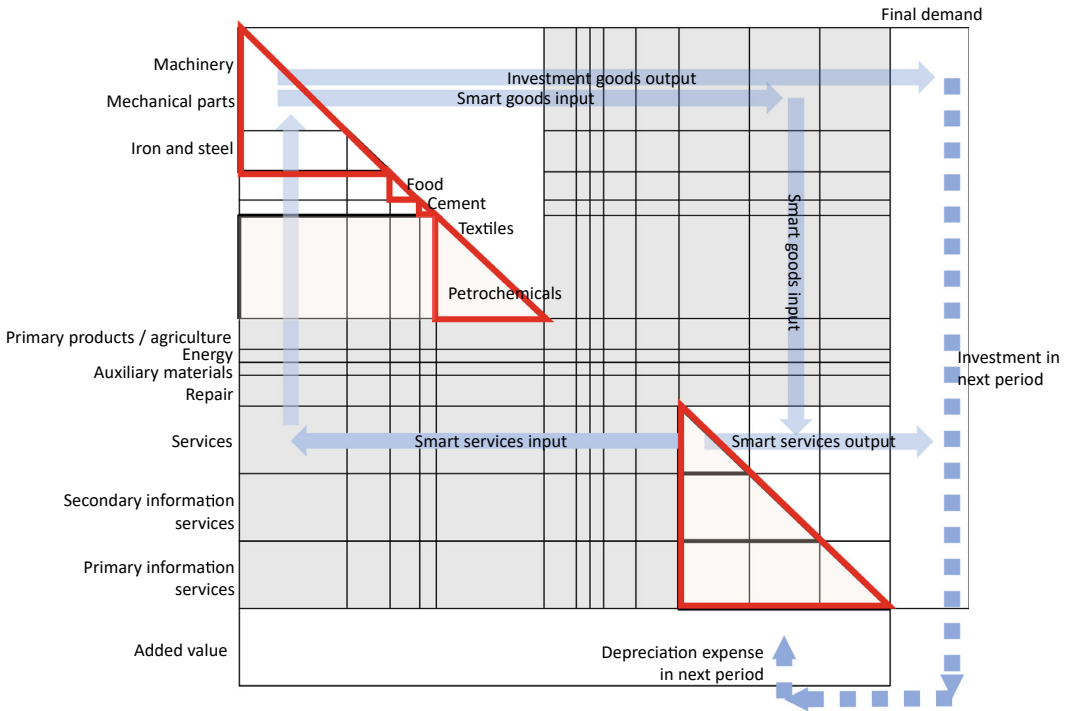 Final demand
Machinery
Investment goods output
Mechanical parts
Smart goods input
Iron and steel
Food
Cement
Textiles
Smart goods input
Petrochemicals
Primary products / agriculture
Energy
Auxiliary materials
Repair
Investment in
next period
Services
Smart services input
Smart services output
Secondary information
services
Primary information
services
Added value
Depreciation expense
in next period